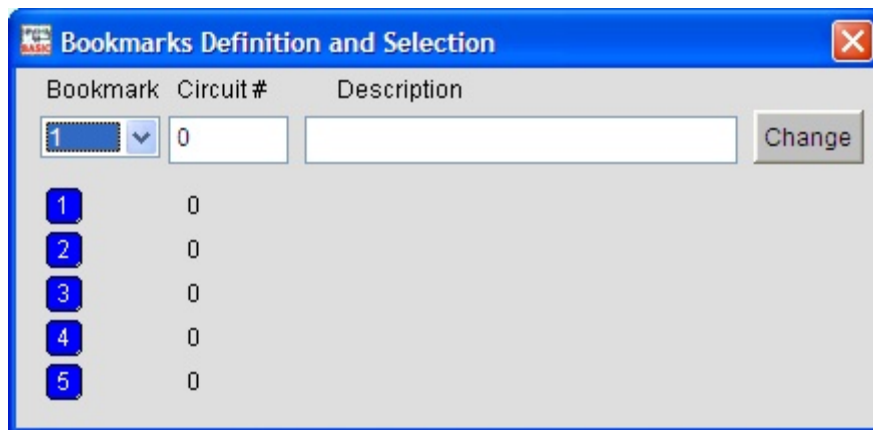 Bookmarks Definition and Selection
Bookmark Circuit # Description
1 0 Change
1 0
2 0
3 0
4 0
5 0